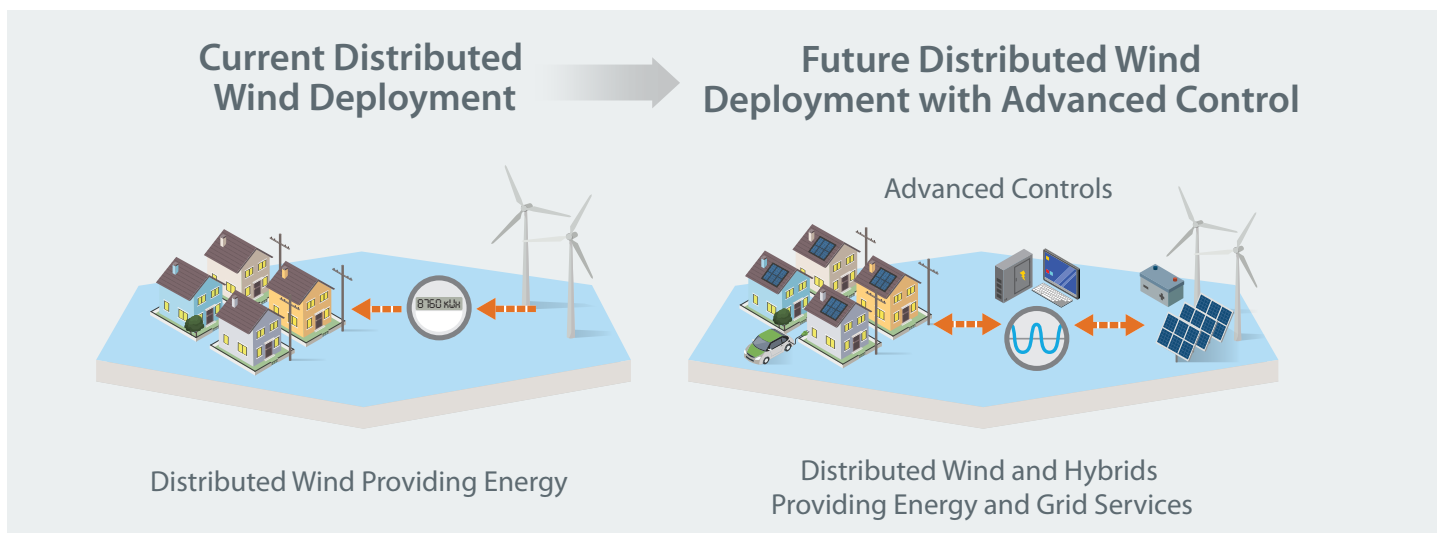 Current Distributed
Wind Deployment
Future Distributed Wind
Deployment with Advanced Control
Advanced Controls
8760 kWh
Distributed Wind Providing Energy
Distributed Wind and Hybrids
Providing Energy and Grid Services